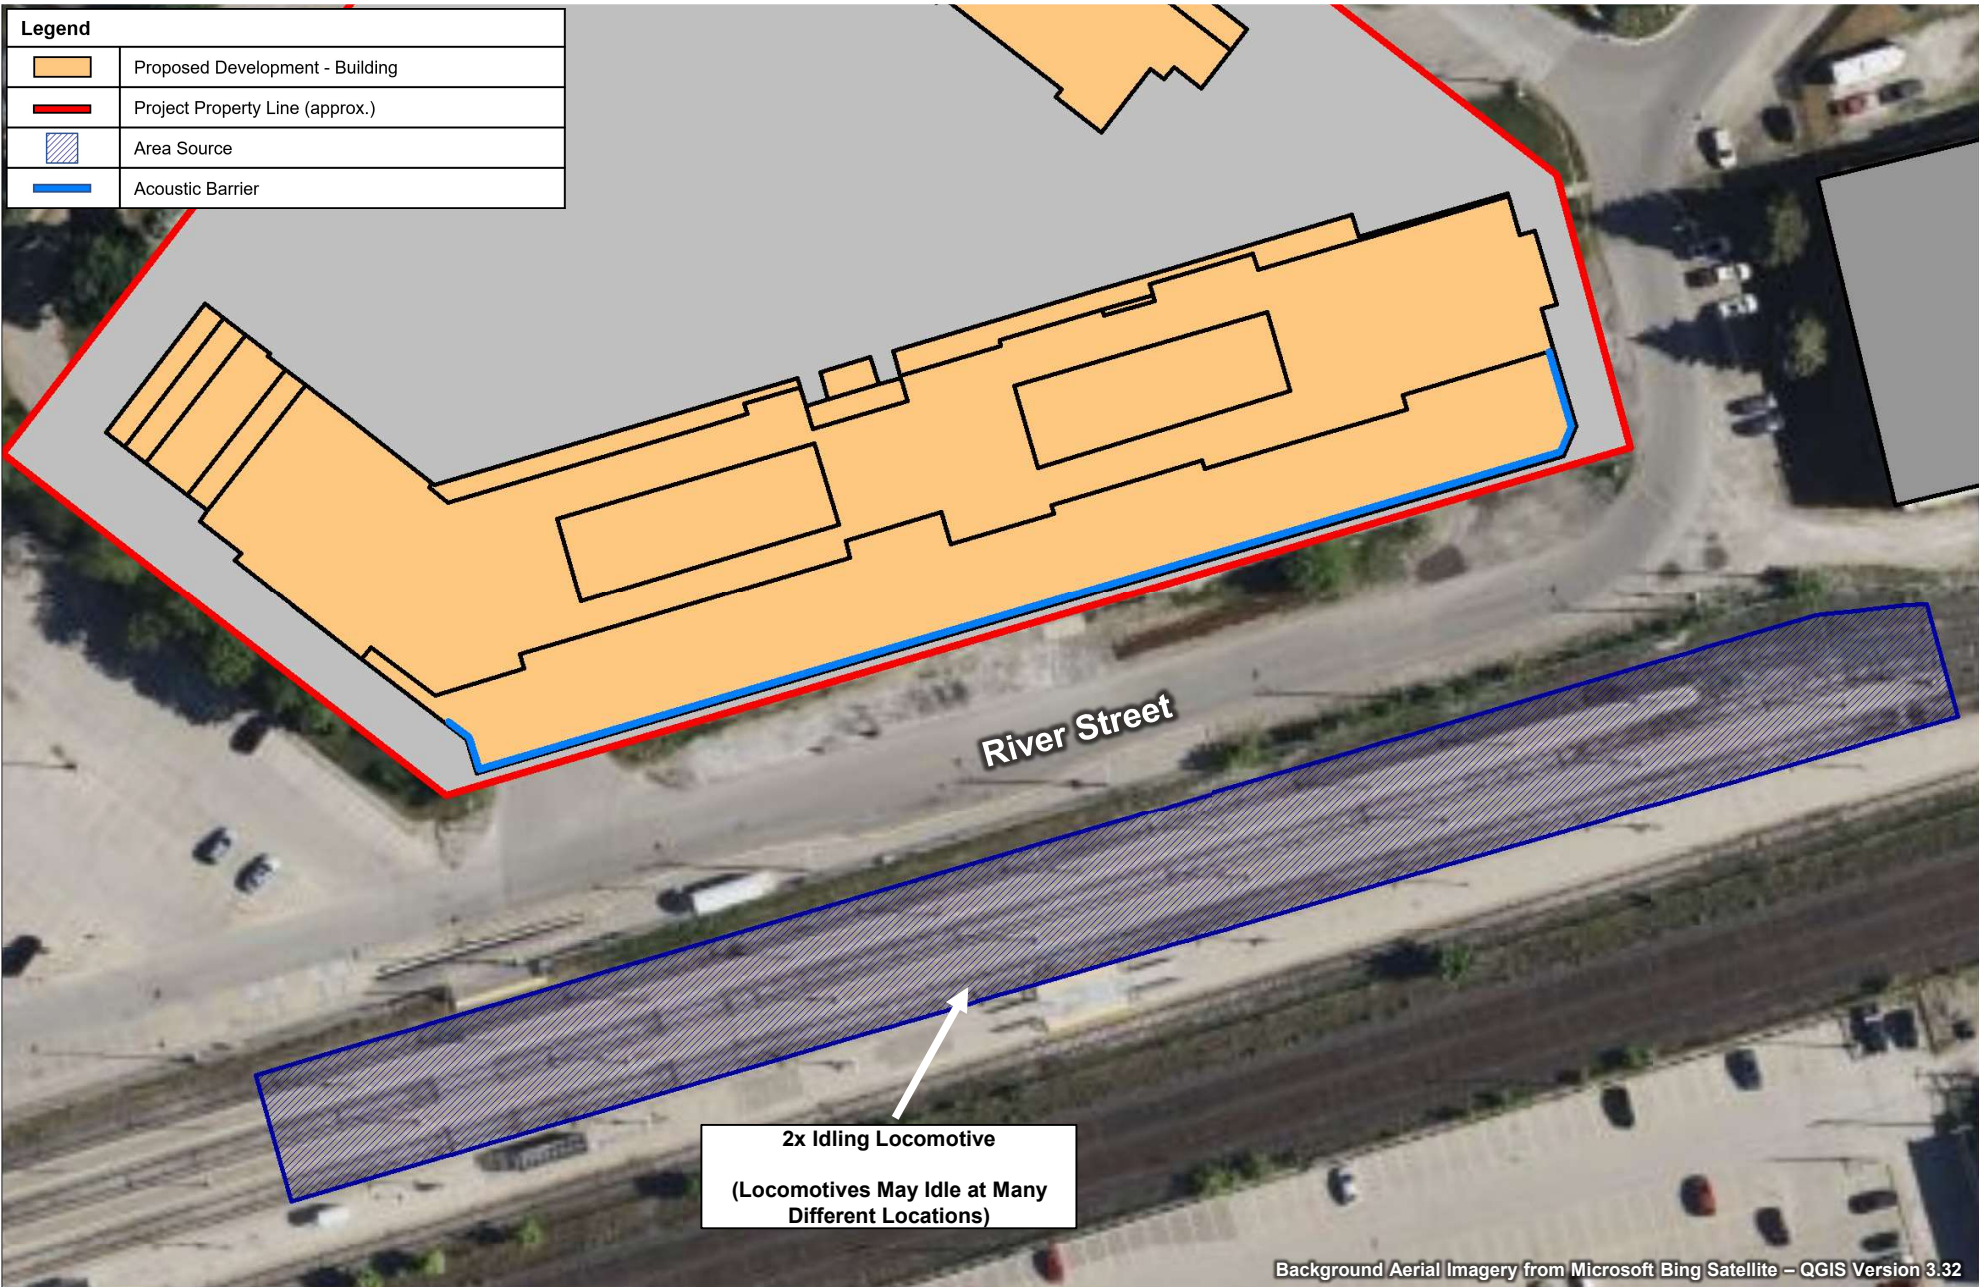 Legend
Proposed Development - Building
Project Property Line (approx.)
Area Source
Acoustic Barrier
River Street
2x Idling Locomotive
(Locomotives May Idle at Many
Different Locations)
Background Aerial Imagery from Microsoft Bing Satellite – QGIS Version 3.32